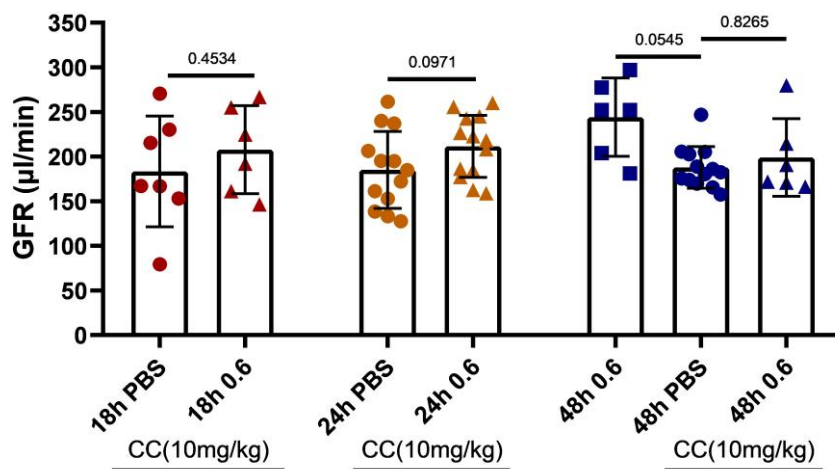 350
300
250
200
150
100
50
0
GFR (µl/min)
0.4534
0.0971
0.0545
0.8265
18h PBS
18h 0.6
24h PBS
24h 0.6
48h 0.6
48h PBS
48h 0.6
CC(10mg/kg)
CC(10mg/kg)
CC(10mg/kg)